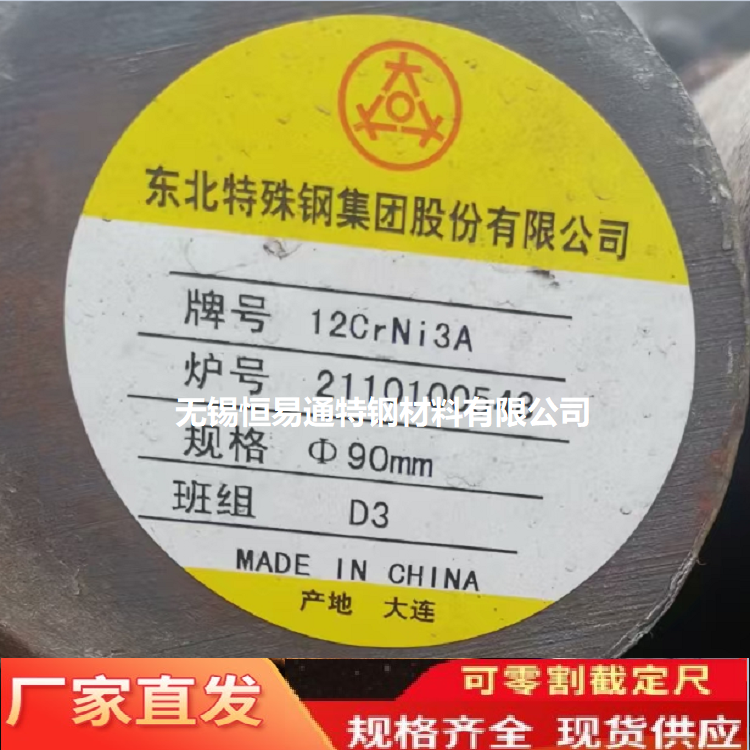 东北特殊钢集团股份有限公司
牌号 12CrNi3A
炉号
无锡恒易通特钢材料有限公司
规格 Φ90mm
班组 D3
MADE IN CHINA
产地 大连
厂家直发
可零割截定尺
规格齐全 现货供应